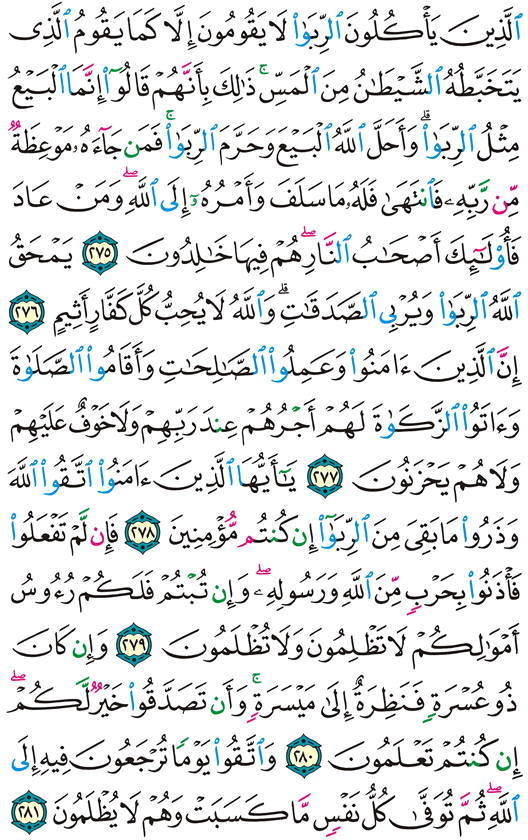 ٱلَّذِينَ يَأْكُلُونَ ٱلرِّبَوٰا۟ لَا يَقُومُونَ إِلَّا كَمَا يَقُومُ ٱلَّذِى
يَتَخَبَّطُهُ ٱلشَّيْطَٰنُ مِنَ ٱلْمَسِّ ۚ ذَٰلِكَ بِأَنَّهُمْ قَالُوٓا۟ إِنَّمَا ٱلْبَيْعُ
مِثْلُ ٱلرِّبَوٰا۟ ۗ وَأَحَلَّ ٱللَّهُ ٱلْبَيْعَ وَحَرَّمَ ٱلرِّبَوٰا۟ ۚ فَمَن جَآءَهُۥ مَوْعِظَةٌ
مِّن رَّبِّهِۦ فَٱنتَهَىٰ فَلَهُۥ مَا سَلَفَ وَأَمْرُهُۥٓ إِلَى ٱللَّهِ ۖ وَمَنْ عَادَ
فَأُو۟لَٰٓئِكَ أَصْحَٰبُ ٱلنَّارِ ۖ هُمْ فِيهَا خَٰلِدُونَ ٢٧٥ يَمْحَقُ
ٱللَّهُ ٱلرِّبَوٰا۟ وَيُرْبِى ٱلصَّدَقَٰتِ ۗ وَٱللَّهُ لَا يُحِبُّ كُلَّ كَفَّارٍ أَثِيمٍ ٢٧٦
إِنَّ ٱلَّذِينَ ءَامَنُوا۟ وَعَمِلُوا۟ ٱلصَّٰلِحَٰتِ وَأَقَامُوا۟ ٱلصَّلَوٰةَ
وَءَاتَوُا۟ ٱلزَّكَوٰةَ لَهُمْ أَجْرُهُمْ عِندَ رَبِّهِمْ وَلَا خَوْفٌ عَلَيْهِمْ
وَلَا هُمْ يَحْزَنُونَ ٢٧٧ يَٰٓأَيُّهَا ٱلَّذِينَ ءَامَنُوا۟ ٱتَّقُوا۟ ٱللَّهَ
وَذَرُوا۟ مَا بَقِىَ مِنَ ٱلرِّبَوٰٓا۟ إِن كُنتُم مُّؤْمِنِينَ ٢٧٨ فَإِن لَّمْ تَفْعَلُوا۟
فَأْذَنُوا۟ بِحَرْبٍ مِّنَ ٱللَّهِ وَرَسُولِهِۦ ۖ وَإِن تُبْتُمْ فَلَكُمْ رُءُوسُ
أَمْوَٰلِكُمْ لَا تَظْلِمُونَ وَلَا تُظْلَمُونَ ٢٧٩ وَإِن كَانَ
ذُو عُسْرَةٍ فَنَظِرَةٌ إِلَىٰ مَيْسَرَةٍ ۚ وَأَن تَصَدَّقُوا۟ خَيْرٌ لَّكُمْ ۖ
إِن كُنتُمْ تَعْلَمُونَ ٢٨٠ وَٱتَّقُوا۟ يَوْمًا تُرْجَعُونَ فِيهِ إِلَى
ٱللَّهِ ۖ ثُمَّ تُوَفَّىٰ كُلُّ نَفْسٍ مَّا كَسَبَتْ وَهُمْ لَا يُظْلَمُونَ ٢٨١